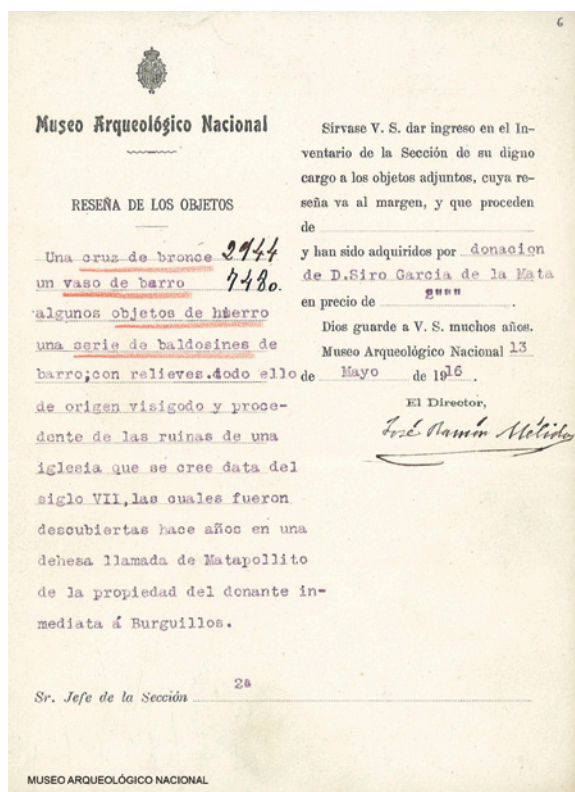 6
Museo Arqueológico Nacional
RESEÑA DE LOS OBJETOS
Una cruz de bronce 2944
un vaso de barro 7480.
algunos objetos de hierro
una serie de baldosines de
barro;con relieves.dodo ello
de origen visigodo y proce-
dente de las ruinas de una
iglesia que se cree data del
siglo VII,las cuales fueron
descubiertas hace años en una
dehesa llamada de Matapollito
de la propiedad del donante in-
mediata á Burguillos.
Sírvase V. S. dar ingreso en el In-
ventario de la Sección de su digno
cargo a los objetos adjuntos, cuya re-
seña va al margen, y que proceden
de
y han sido adquiridos por donacion
de D.Siro Garcia de la Mata
en precio de """" .
Dios guarde a V. S. muchos años.
Museo Arqueológico Nacional 13
de Mayo de 1916.
El Director,
José Ramón Mélida
Sr. Jefe de la Sección 2a
MUSEO ARQUEOLÓGICO NACIONAL